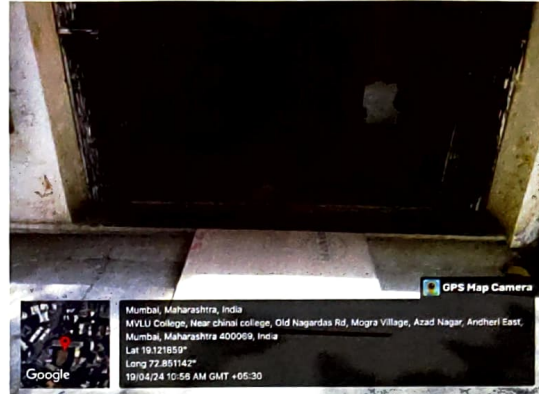 GPS Map Camera
Mumbai, Maharashtra, India
MVLU College, Near chinai college, Old Nagardas Rd, Mogra Village, Azad Nagar, Andheri East,
Mumbai, Maharashtra 400069, India
Lat 19.121859°
Long 72.851142°
19/04/24 10:56 AM GMT +05:30
Google